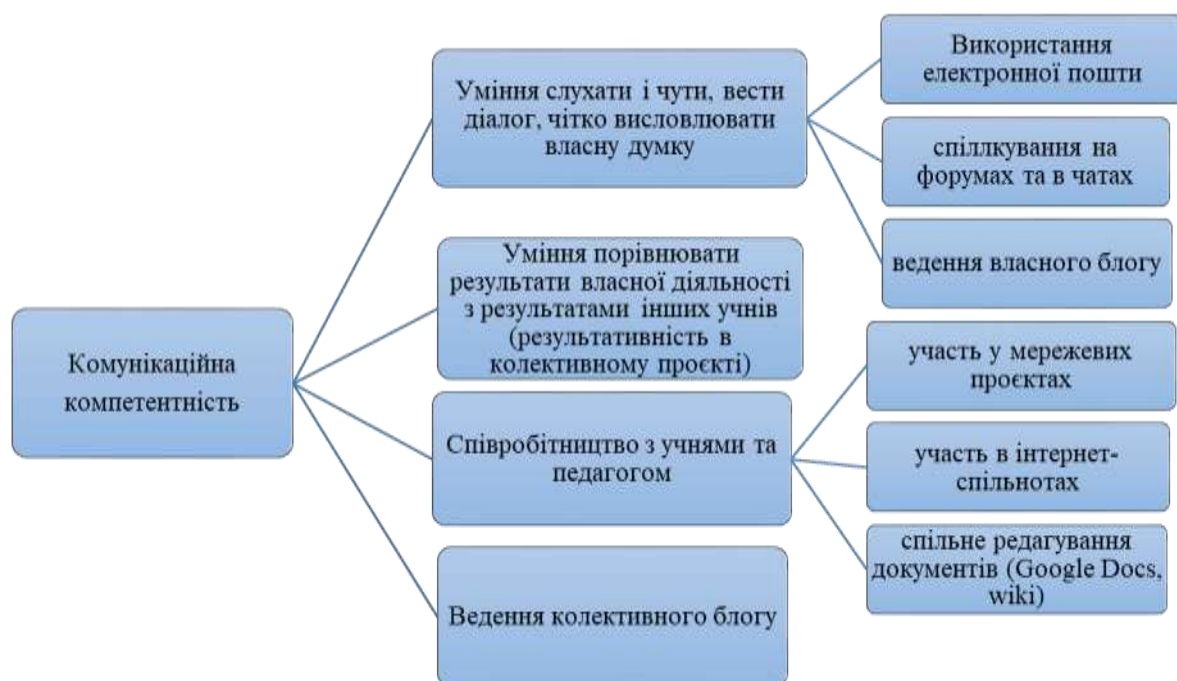 Комунікаційна
компетентність
Уміння слухати і чути, вести
діалог, чітко висловлювати
власну думку
Використання
електронної пошти
спіллкування на
форумах та в чатах
ведення власного блогу
Уміння порівнювати
результати власної діяльності
з результатами інших учнів
(результативність в
колективному проєкті)
Співробітництво з учнями та
педагогом
участь у мережевих
проєктах
участь в інтернет-
спільнотах
спільне редагування
документів (Google Docs,
wiki)
Ведення колективного блогу